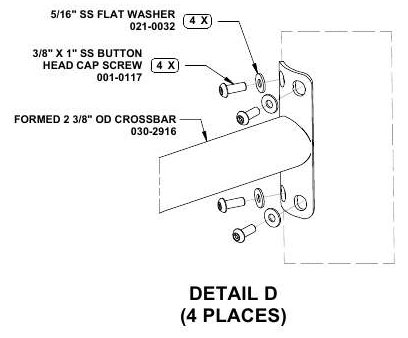 5/16" SS FLAT WASHER
021-0032
4 X
3/8" X 1" SS BUTTON
HEAD CAP SCREW
001-0117
4 X
FORMED 2 3/8" OD CROSSBAR
030-2916
DETAIL D
(4 PLACES)